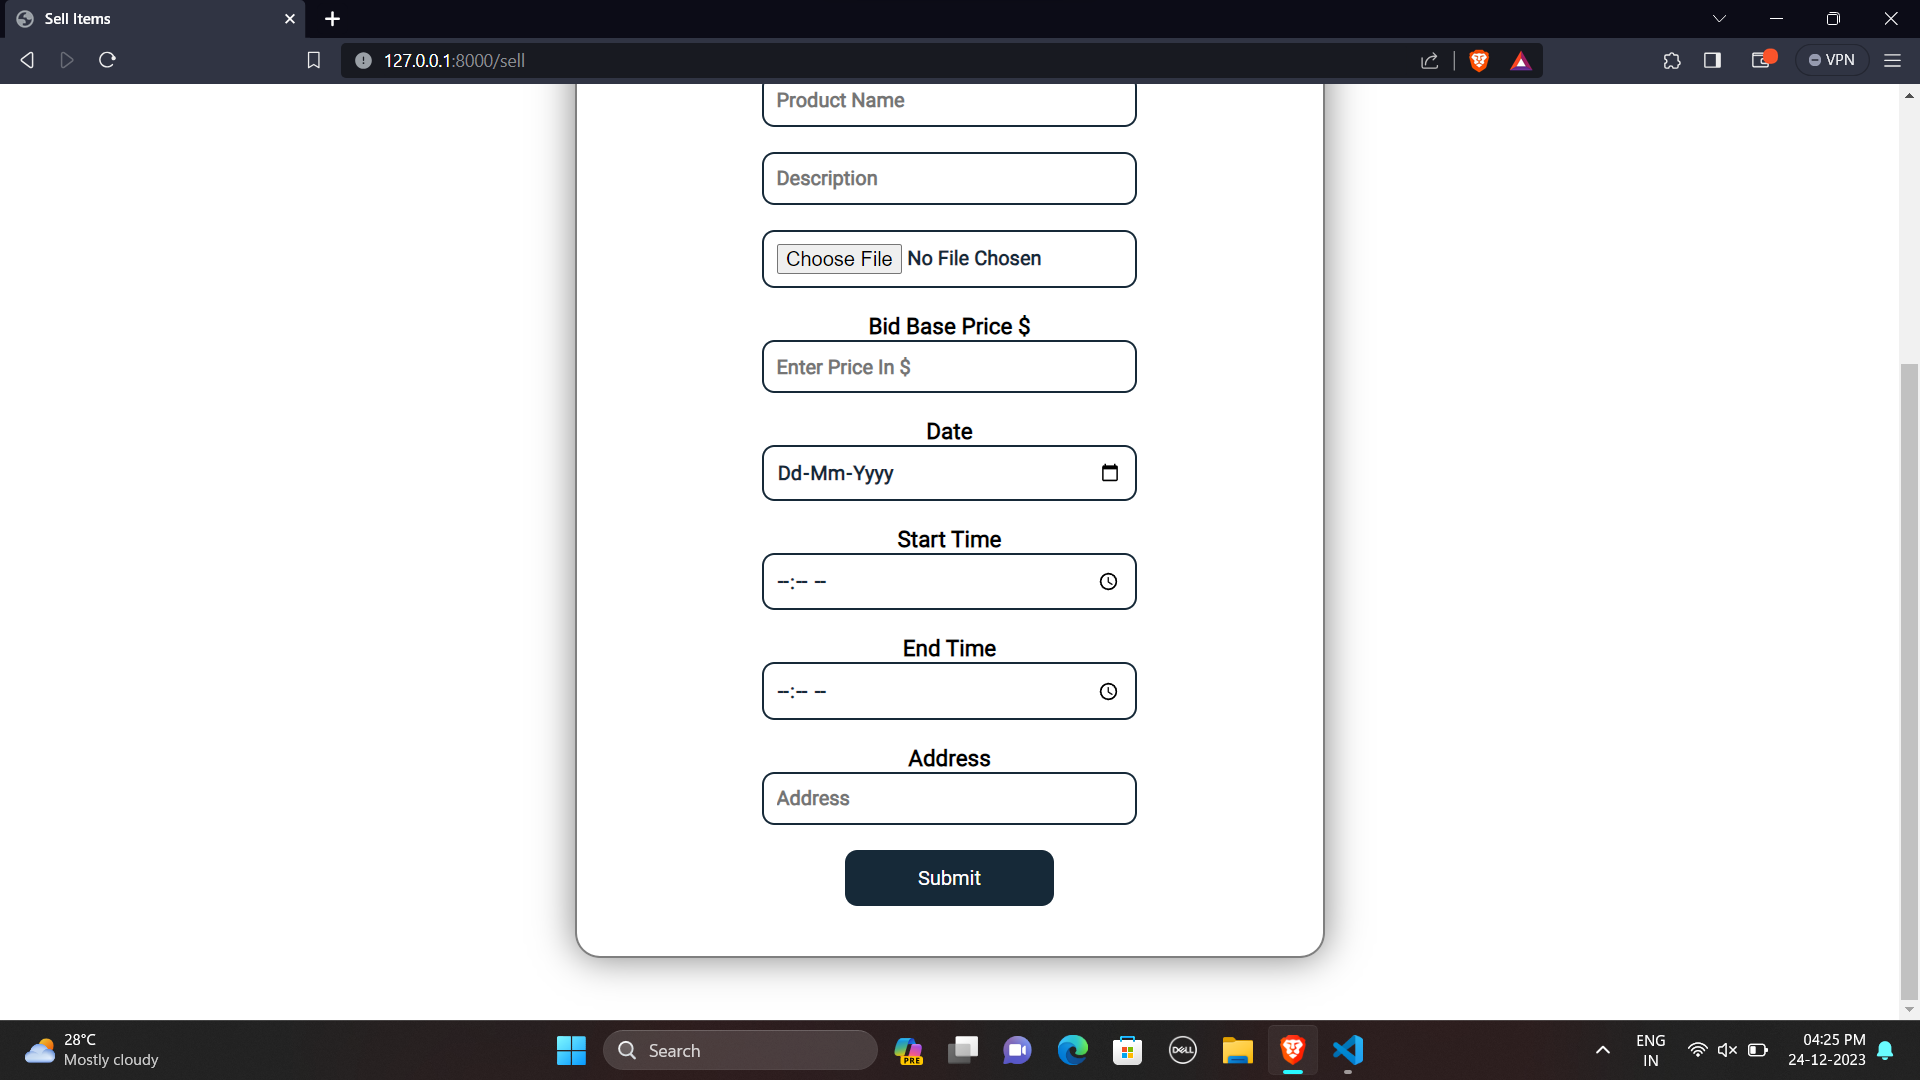 Sell Items
127.0.0.1:8000/sell
VPN
Product Name
Description
Choose File No File Chosen
Bid Base Price $
Enter Price In $
Date
Dd-Mm-Yyyy
Start Time
--:-- --
End Time
--:-- --
Address
Address
Submit
28°C
Mostly cloudy
Search
PRE
DELL
ENG
IN
04:25 PM
24-12-2023